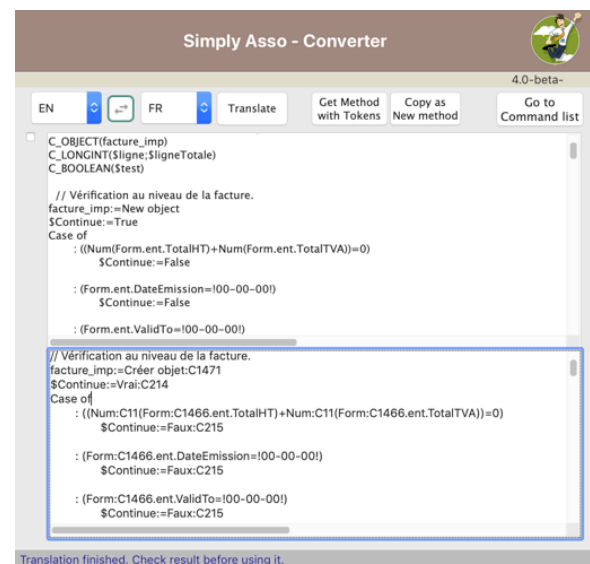 Simply Asso - Converter
4.0-beta-
EN FR Translate Get Method with Tokens Copy as New method Go to Command list
C_OBJECT(facture_imp)
C_LONGINT($ligne;$ligneTotale)
C_BOOLEAN($test)
// Vérification au niveau de la facture.
facture_imp:=New object
$Continue:=True
Case of
: ((Num(Form.ent.TotalHT)+Num(Form.ent.TotalTVA))=0)
$Continue:=False
: (Form.ent.DateEmission=!00-00-00!)
$Continue:=False
: (Form.ent.ValidTo=!00-00-00!)
// Vérification au niveau de la facture.
facture_imp:=Créer objet:C1471
$Continue:=Vrai:C214
Case of
: ((Num:C11(Form:C1466.ent.TotalHT)+Num:C11(Form:C1466.ent.TotalTVA))=0)
$Continue:=Faux:C215
: (Form:C1466.ent.DateEmission=!00-00-00!)
$Continue:=Faux:C215
: (Form:C1466.ent.ValidTo=!00-00-00!)
$Continue:=Faux:C215
Translation finished. Check result before using it.